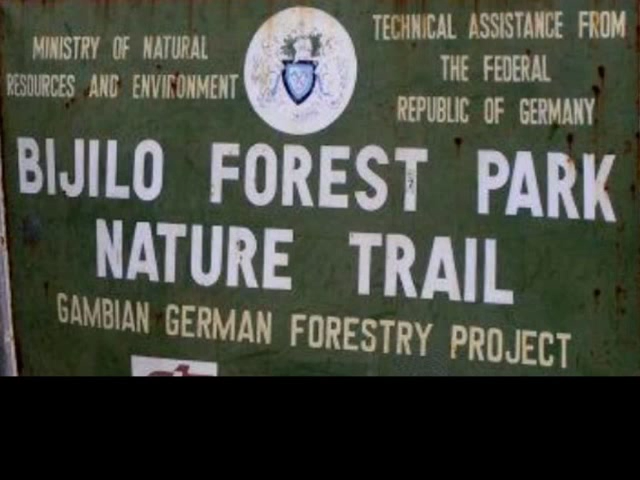 MINISTRY OF NATURAL
RESOURCES AND ENVIRONMENT
TECHNICAL ASSISTANCE FROM
THE FEDERAL
REPUBLIC OF GERMANY
BIJILO FOREST PARK
NATURE TRAIL
GAMBIAN GERMAN FORESTRY PROJECT